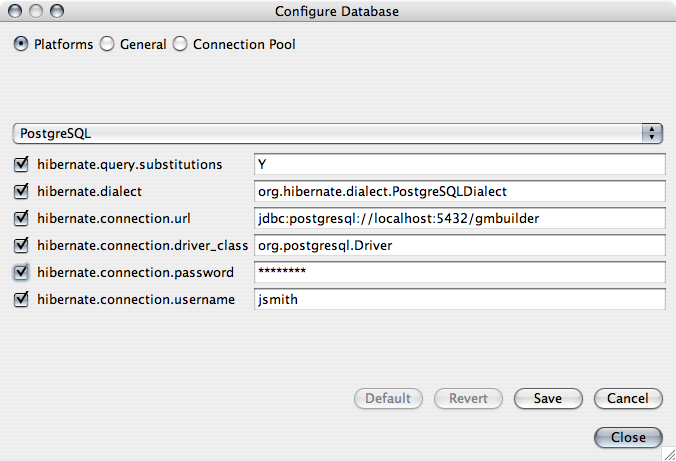 Configure Database
Platforms General Connection Pool
PostgreSQL
hibernate.query.substitutions Y
hibernate.dialect org.hibernate.dialect.PostgreSQLDialect
hibernate.connection.url jdbc:postgresql://localhost:5432/gmbuilder
hibernate.connection.driver_class org.postgresql.Driver
hibernate.connection.password ********
hibernate.connection.username jsmith
Default Revert Save Cancel
Close